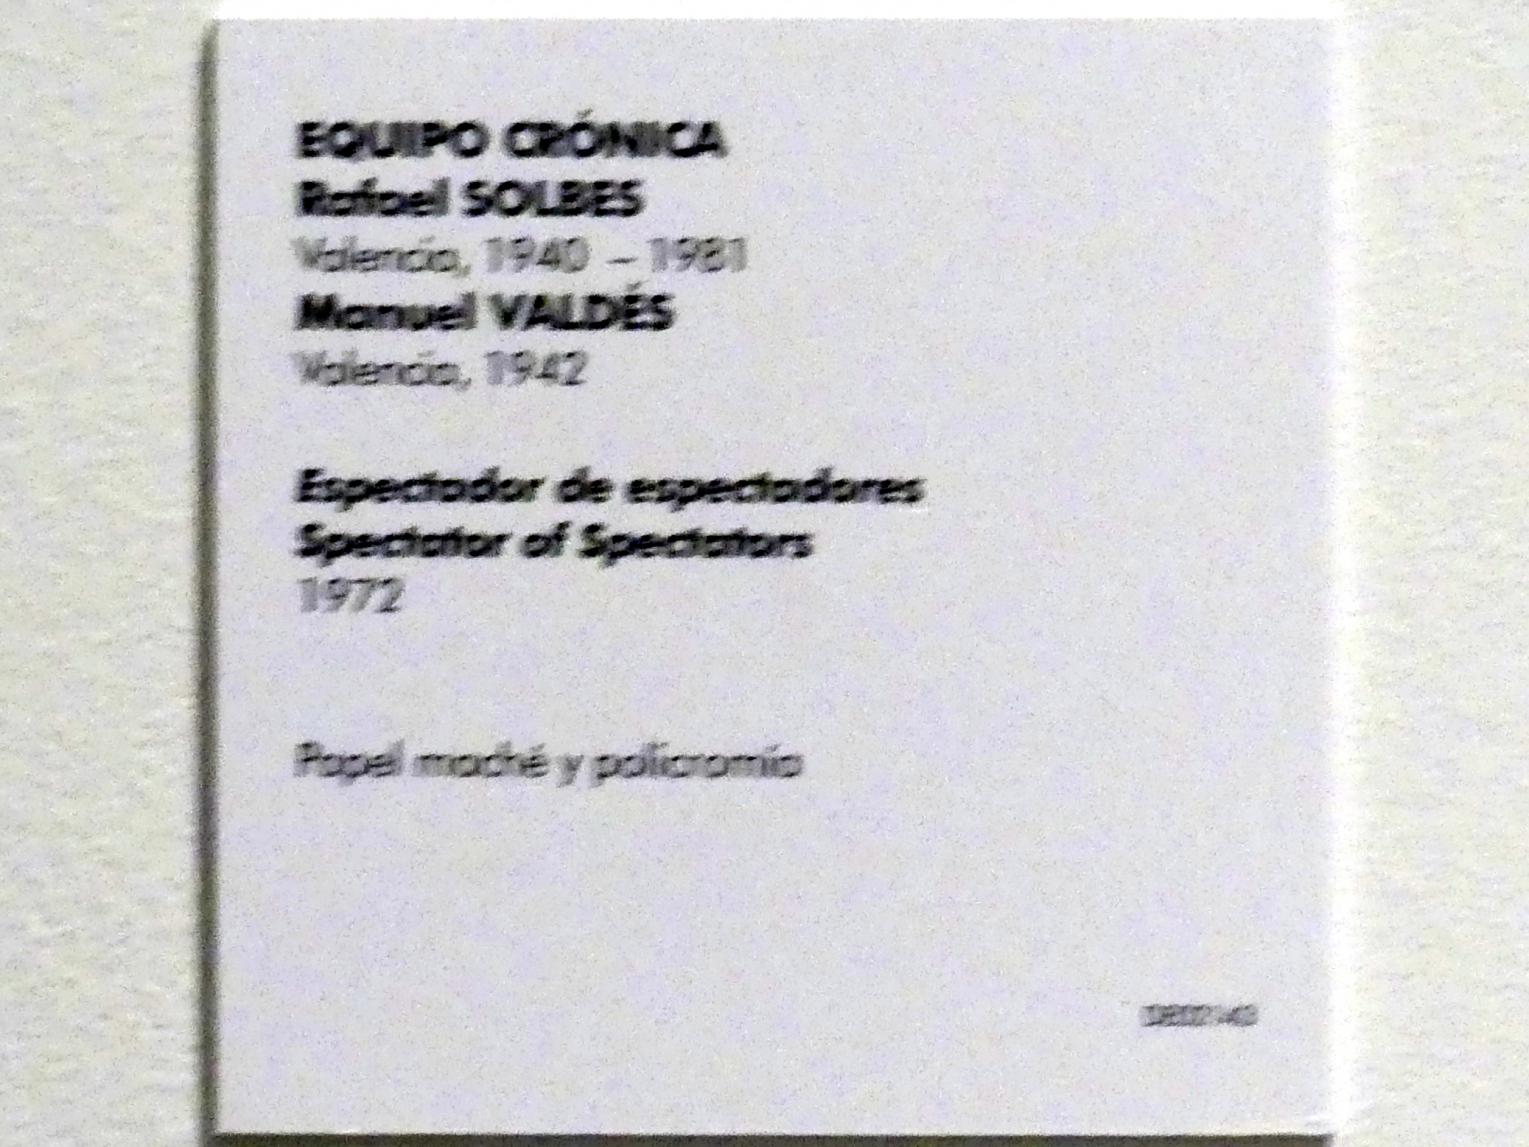 EQUIPO CRÓNICA
Rafael SOLBES
Valencia, 1940 – 1981
Manuel VALDÉS
Valencia, 1942
Espectador de espectadores
Spectator of Spectators
1972
Papel maché y policromía